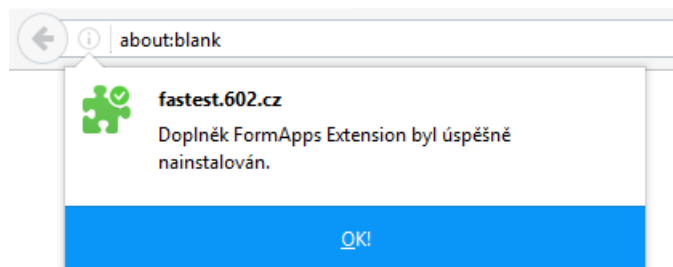 about:blank
fastest.602.cz
Doplněk FormApps Extension byl úspěšně
nainstalován.
OK!